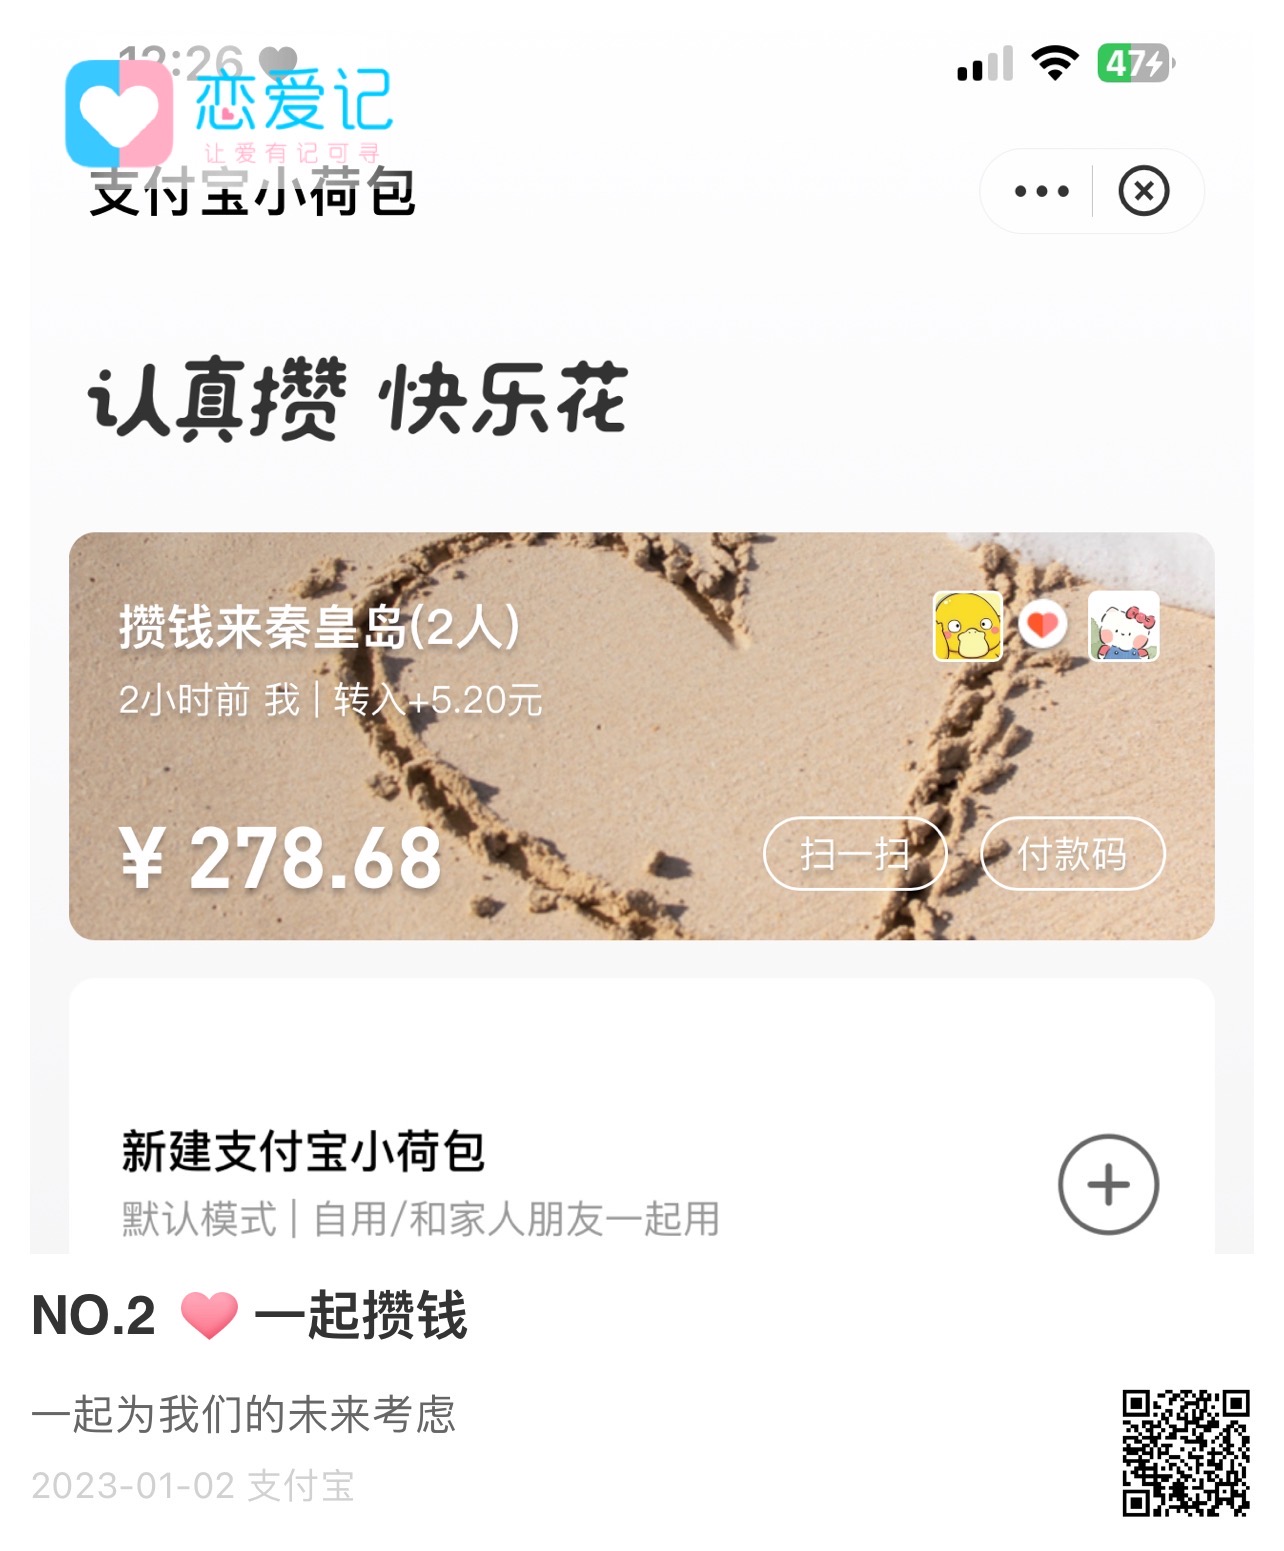 12:26
47
恋爱记
让爱有记可寻
支付宝小荷包
认真攒 快乐花
攒钱来秦皇岛(2人)
2小时前 我 | 转入+5.20元
¥ 278.68
扫一扫
付款码
新建支付宝小荷包
默认模式 | 自用/和家人朋友一起用
NO.2 ❤️ 一起攒钱
一起为我们的未来考虑
2023-01-02 支付宝